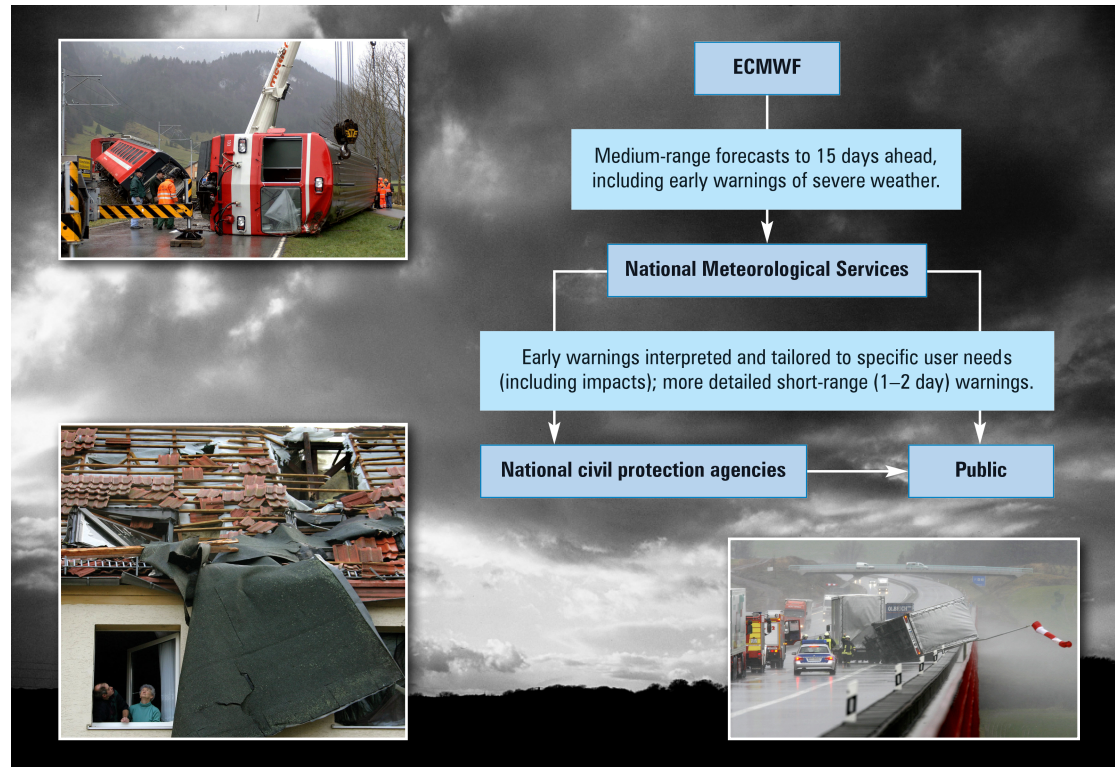 ECMWF
Medium-range forecasts to 15 days ahead,
including early warnings of severe weather.
National Meteorological Services
Early warnings interpreted and tailored to specific user needs
(including impacts); more detailed short-range (1–2 day) warnings.
National civil protection agencies
Public